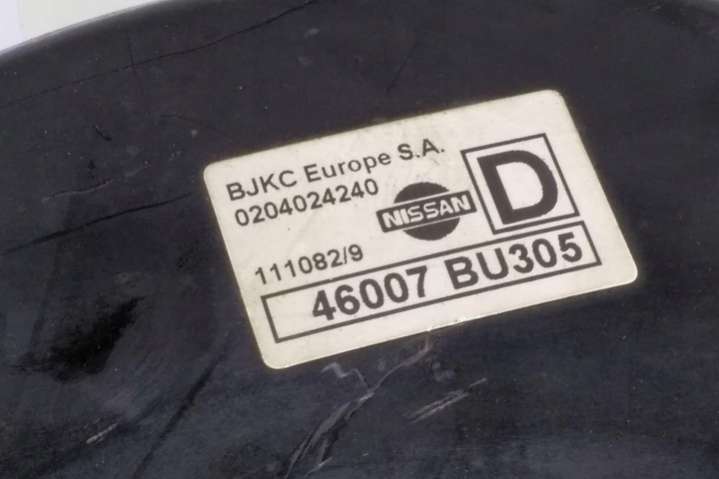 BJKC Europe S.A.
0204024240
NISSAN
D
111082/9
46007 BU305